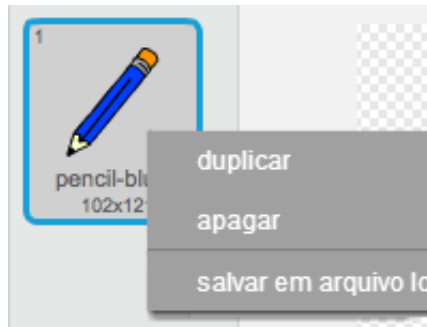 1
pencil-blu
102x12
duplicar
apagar
salvar em arquivo lo